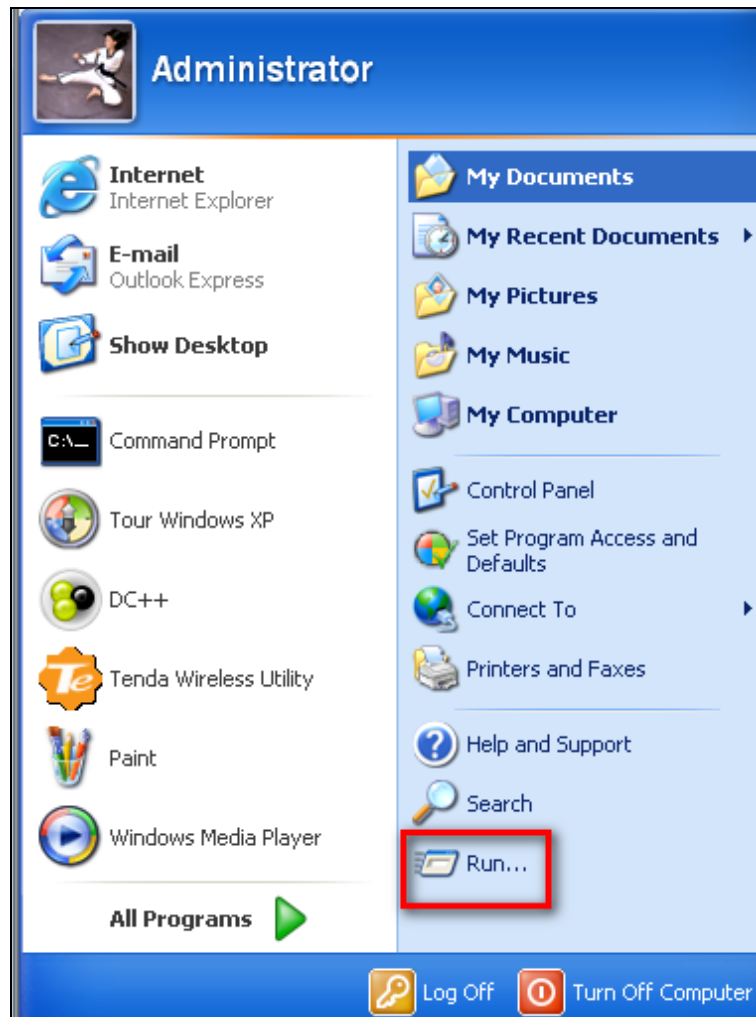 Administrator
Internet
Internet Explorer
E-mail
Outlook Express
Show Desktop
C:\_
Command Prompt
Tour Windows XP
DC++
Te
Tenda Wireless Utility
Paint
Windows Media Player
All Programs
My Documents
My Recent Documents
My Pictures
My Music
My Computer
Control Panel
Set Program Access and
Defaults
Connect To
Printers and Faxes
Help and Support
Search
Run...
Log Off
Turn Off Computer